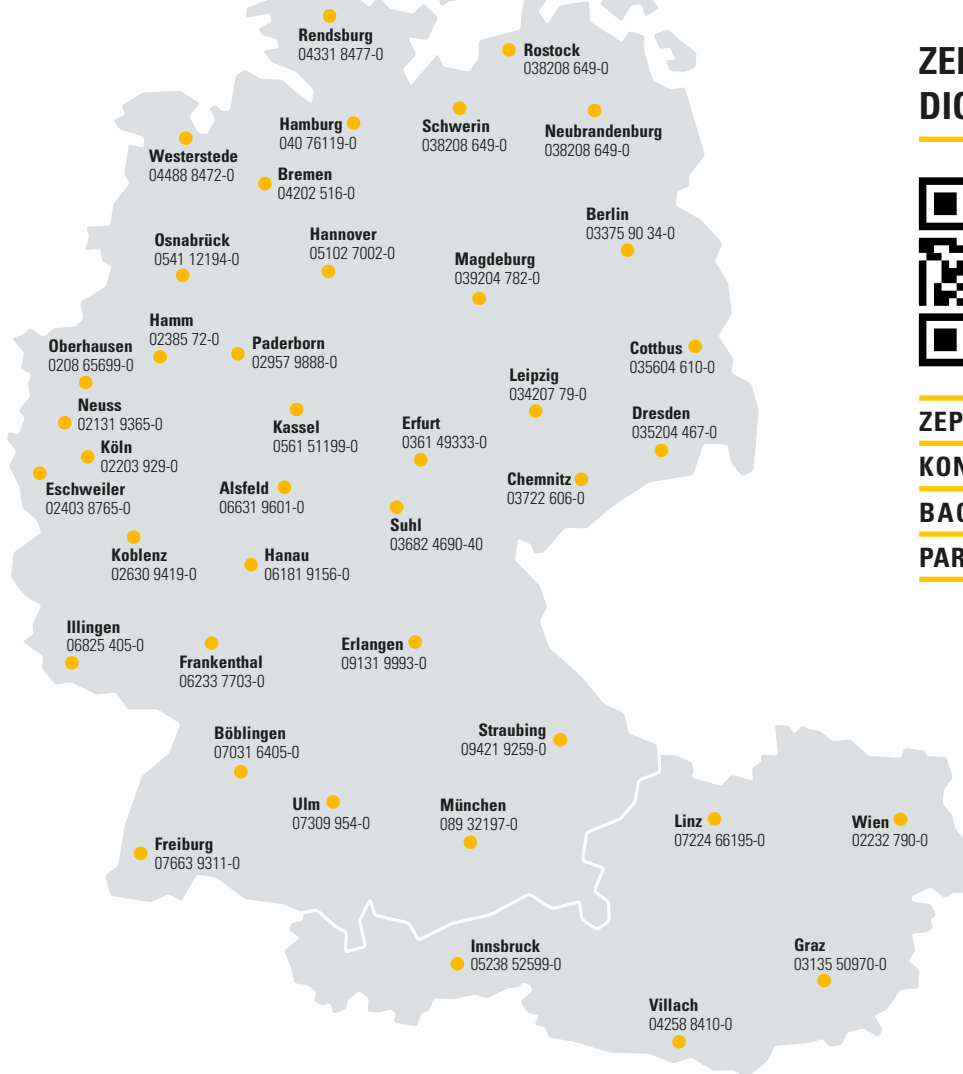 Rendsburg
04331 8477-0
Rostock
038208 649-0
Hamburg
040 76119-0
Schwerin
038208 649-0
Neubrandenburg
038208 649-0
Westerstede
04488 8472-0
Bremen
04202 516-0
Berlin
03375 90 34-0
Osnabrück
0541 12194-0
Hannover
05102 7002-0
Magdeburg
039204 782-0
Hamm
02385 72-0
Oberhausen
0208 65699-0
Paderborn
02957 9888-0
Cottbus
035604 610-0
Leipzig
034207 79-0
Neuss
02131 9365-0
Kassel
0561 51199-0
Erfurt
0361 49333-0
Dresden
035204 467-0
Köln
02203 929-0
Eschweiler
02403 8765-0
Alsfeld
06631 9601-0
Chemnitz
03722 606-0
Suhl
03682 4690-40
Koblenz
02630 9419-0
Hanau
06181 9156-0
Illingen
06825 405-0
Frankenthal
06233 7703-0
Erlangen
09131 9993-0
Böblingen
07031 6405-0
Straubing
09421 9259-0
Ulm
07309 954-0
München
089 32197-0
Freiburg
07663 9311-0
Linz
07224 66195-0
Wien
02232 790-0
Innsbruck
05238 52599-0
Graz
03135 50970-0
Villach
04258 8410-0
ZEP
KON
PAR